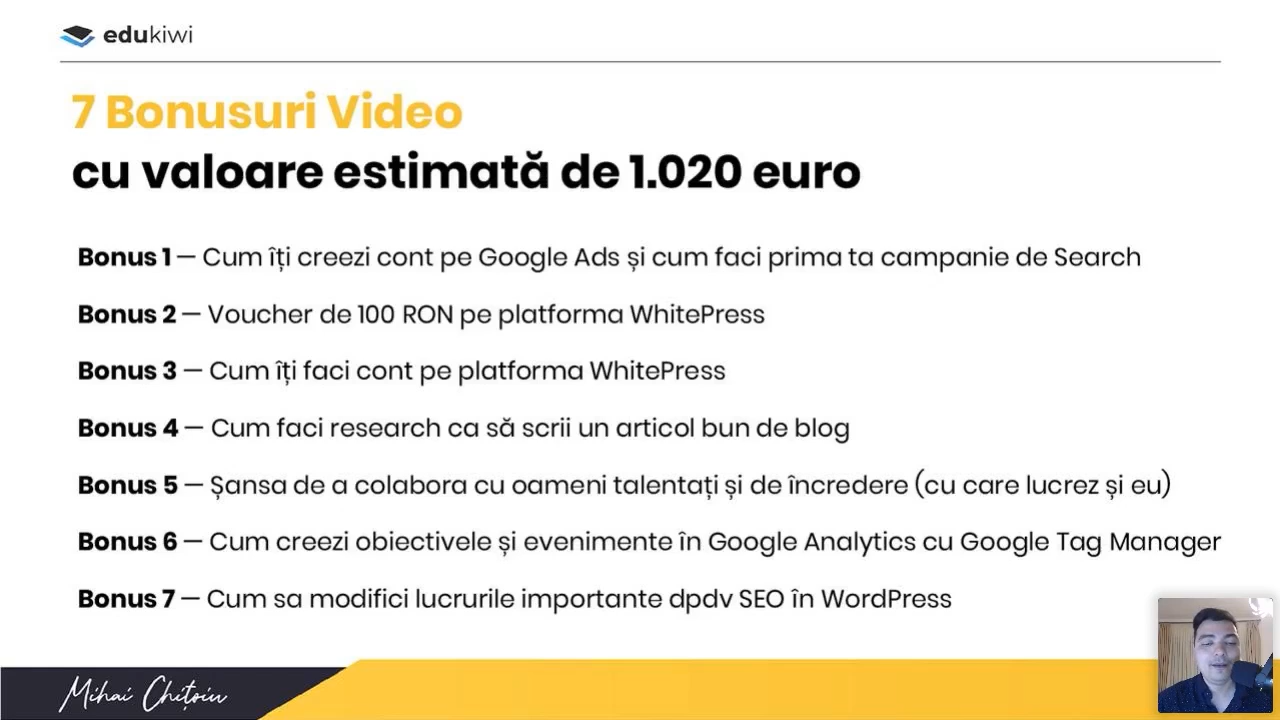 edukiwi
7 Bonusuri Video
cu valoare estimată de 1.020 euro
Bonus 1 — Cum îți creezi cont pe Google Ads și cum faci prima ta campanie de Search
Bonus 2 — Voucher de 100 RON pe platforma WhitePress
Bonus 3 — Cum îți faci cont pe platforma WhitePress
Bonus 4 — Cum faci research ca să scrii un articol bun de blog
Bonus 5 — Șansa de a colabora cu oameni talentați și de încredere (cu care lucrez și eu)
Bonus 6 — Cum creezi obiectivele și evenimente în Google Analytics cu Google Tag Manager
Bonus 7 — Cum sa modifici lucrurile importante dpdv SEO în WordPress
Mihai Chițoiu